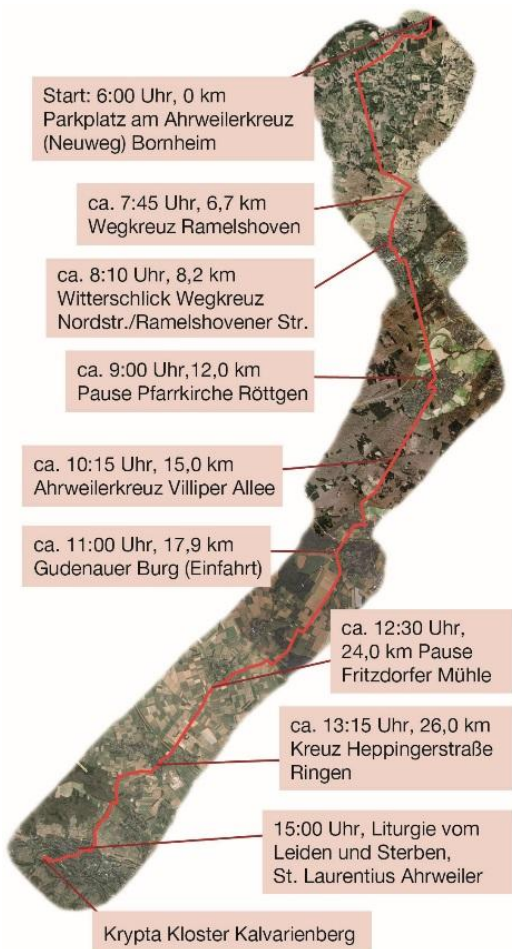 Start: 6:00 Uhr, 0 km
Parkplatz am Ahrweilerkreuz
(Neuweg) Bornheim
ca. 7:45 Uhr, 6,7 km
Wegkreuz Ramelshoven
ca. 8:10 Uhr, 8,2 km
Witterschlick Wegkreuz
Nordstr./Ramelshovener Str.
ca. 9:00 Uhr,12,0 km
Pause Pfarrkirche Röttgen
ca. 10:15 Uhr, 15,0 km
Ahrweilerkreuz Villiper Allee
ca. 11:00 Uhr, 17,9 km
Gudenauer Burg (Einfahrt)
ca. 12:30 Uhr,
24,0 km Pause
Fritzdorfer Mühle
ca. 13:15 Uhr, 26,0 km
Kreuz Heppingerstraße
Ringen
15:00 Uhr, Liturgie vom
Leiden und Sterben,
St. Laurentius Ahrweiler
Krypta Kloster Kalvarienberg